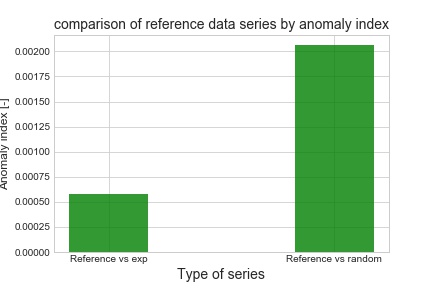 comparison of reference data series by anomaly index
Anomaly index [-]
0.00200
0.00175
0.00150
0.00125
0.00100
0.00075
0.00050
0.00025
0.00000
Reference vs exp
Reference vs random
Type of series